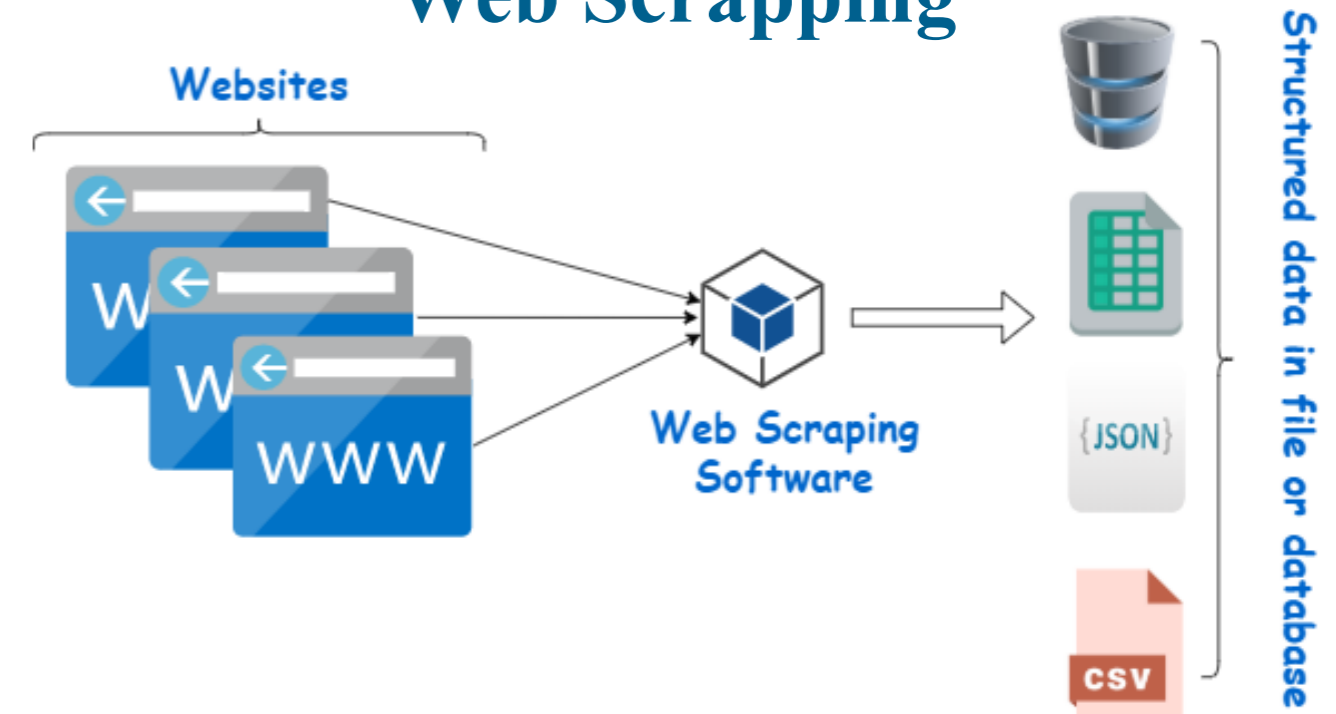 Web Scrapping
Websites
W
W
WWW
Web Scraping
Software
{JSON}
CSV
Structured data in file or database